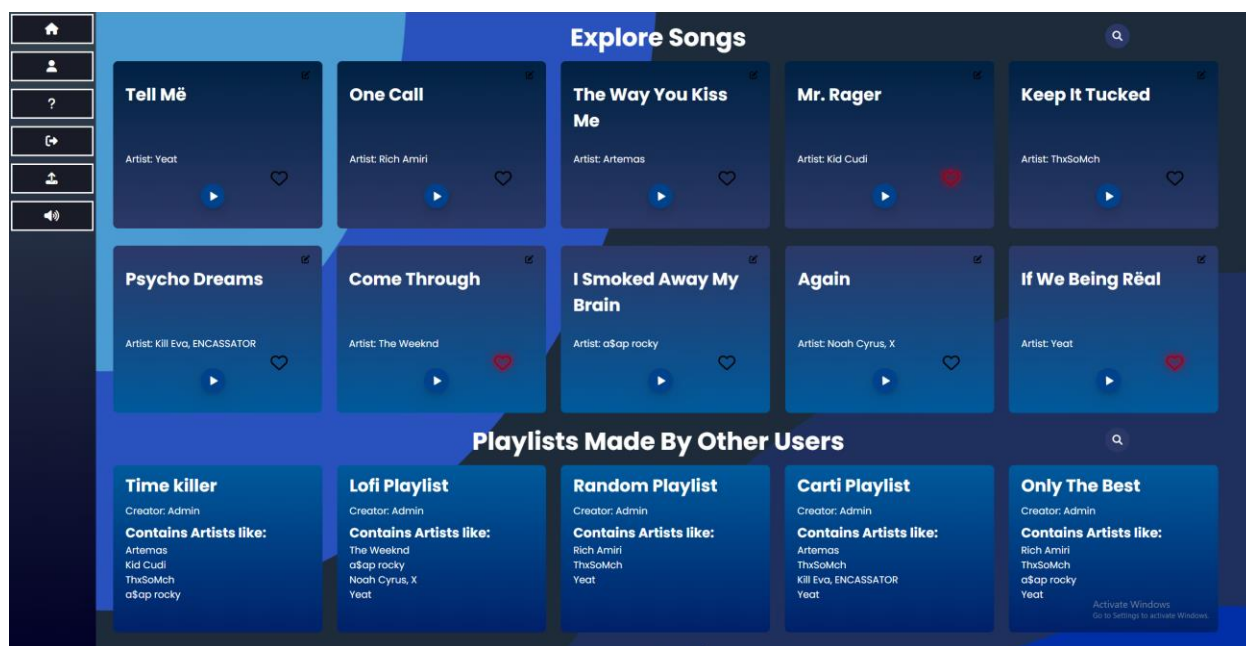 Explore Songs
?
Tell Më
Artist: Yeat
One Call
Artist: Rich Amiri
The Way You Kiss
Me
Artist: Artemas
Mr. Rager
Artist: Kid Cudi
Keep It Tucked
Artist: ThxSoMch
Psycho Dreams
Artist: Kill Eva, ENCASSATOR
Come Through
Artist: The Weeknd
I Smoked Away My
Brain
Artist: a$ap rocky
Again
Artist: Noah Cyrus, X
If We Being Rëal
Artist: Yeat
Playlists Made By Other Users
Time killer
Creator: Admin
Contains Artists like:
Artemas
Kid Cudi
ThxSoMch
a$ap rocky
Lofi Playlist
Creator: Admin
Contains Artists like:
The Weeknd
a$ap rocky
Noah Cyrus, X
Yeat
Random Playlist
Creator: Admin
Contains Artists like:
Rich Amiri
ThxSoMch
Yeat
Carti Playlist
Creator: Admin
Contains Artists like:
Artemas
ThxSoMch
Kill Eva, ENCASSATOR
Yeat
Only The Best
Creator: Admin
Contains Artists like:
Rich Amiri
ThxSoMch
a$ap rocky
Yeat
Activate Windows
Go to Settings to activate Windows.